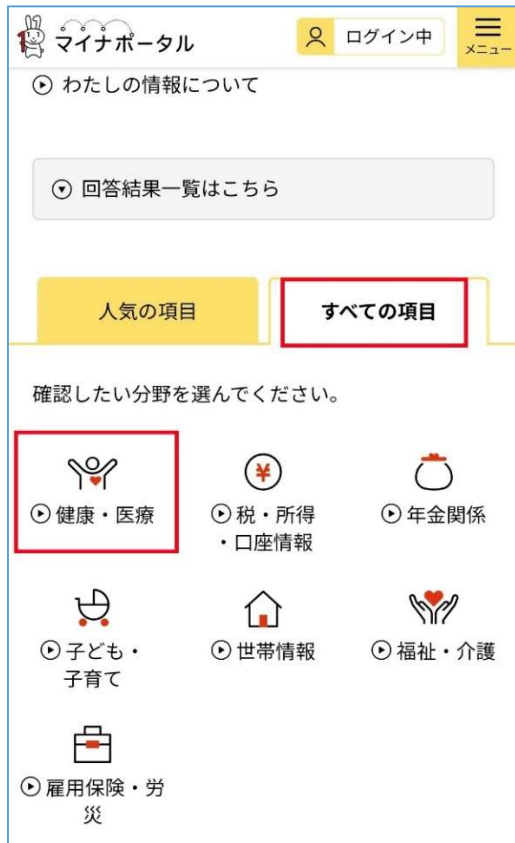 マイナポータル
ログイン中
メニュー
わたしの情報について
回答結果一覧はこちら
人気の項目
すべての項目
確認したい分野を選んでください。
健康・医療
税・所得
・口座情報
年金関係
子ども・
子育て
世帯情報
福祉・介護
雇用保険・労
災